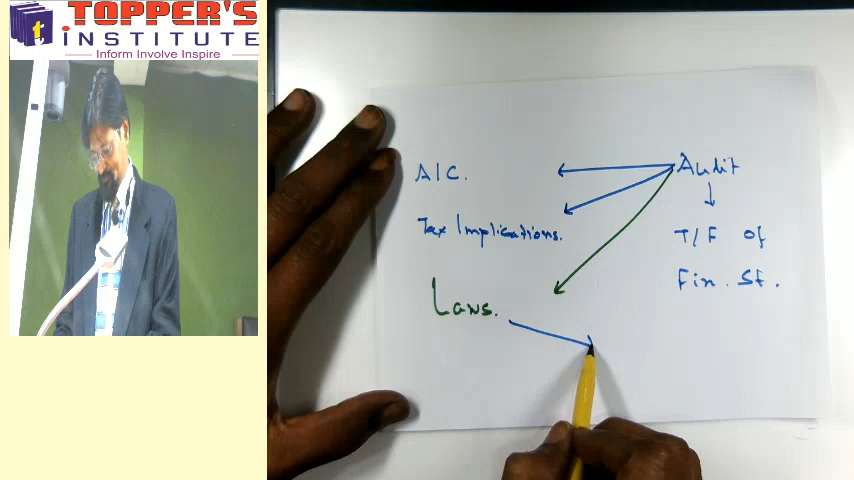 TOPPER'S
t iNSTITUTE
Inform Involve Inspire
A/C.
Tax Implications.
Laws.
Audit
T/F of
Fin. St.